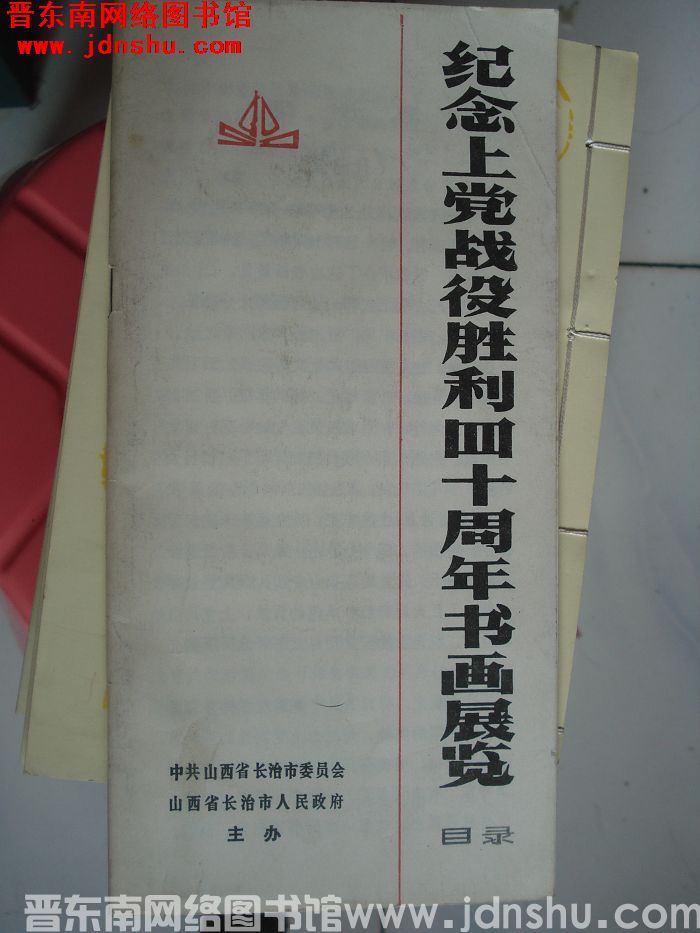 晋东南网络图书馆
www.jdnshu.com
纪念上党战役胜利四十周年书画展览
目录
中共山西省长治市委员会
山西省长治市人民政府
主办
晋东南网络图书馆www.jdnshu.com